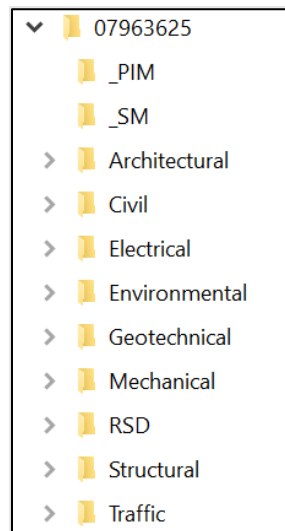 07963625
_PIM
_SM
Architectural
Civil
Electrical
Environmental
Geotechnical
Mechanical
RSD
Structural
Traffic